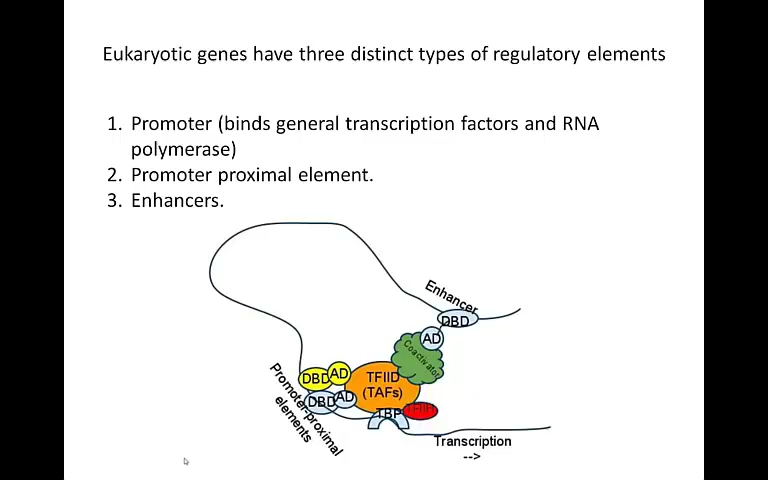 Eukaryotic genes have three distinct types of regulatory elements
1. Promoter (binds general transcription factors and RNA
polymerase)
2. Promoter proximal element.
3. Enhancers.
Enhancer
DBD
AD
Coactivator
DBD AD
TFIID
(TAFs)
DBD AD
TBP
Promoter-proximal
elements
Transcription
-->